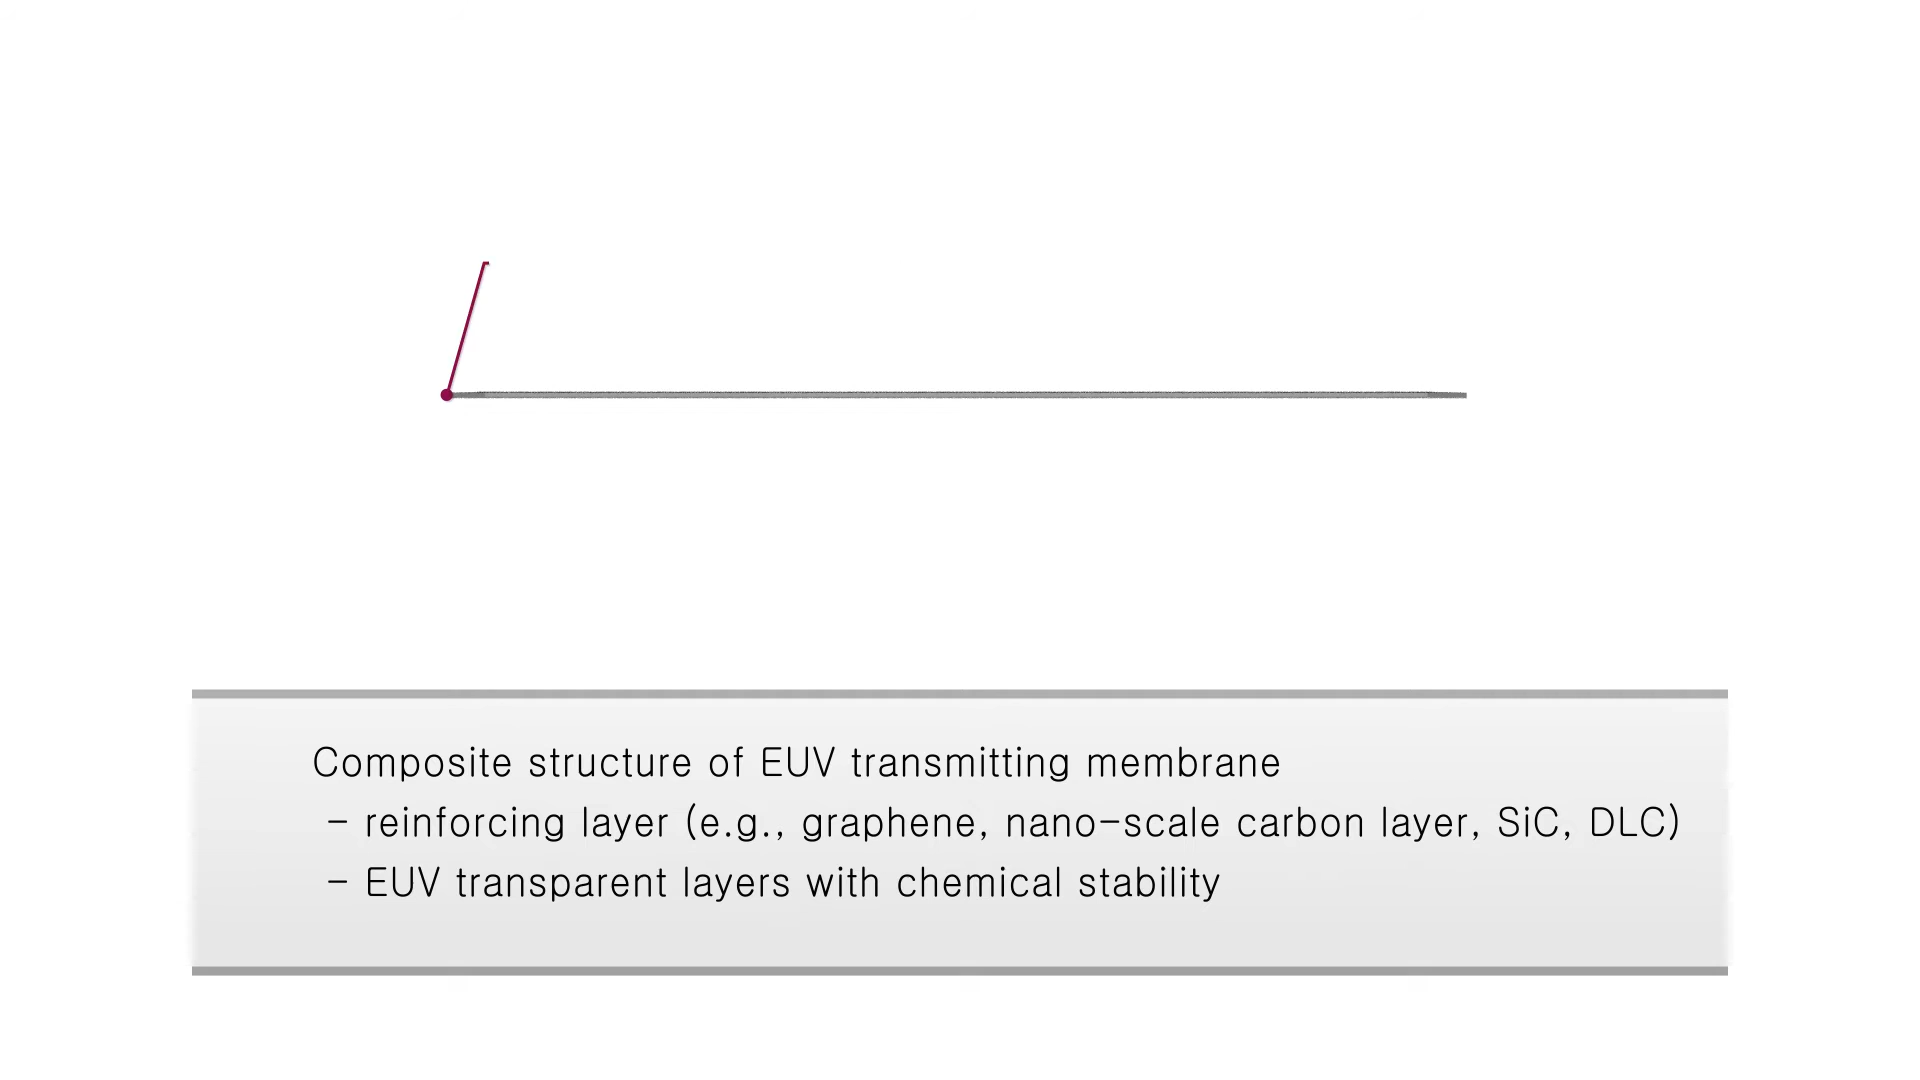 Composite structure of EUV transmitting membrane
- reinforcing layer (e.g., graphene, nano-scale carbon layer, SiC, DLC)
- EUV transparent layers with chemical stability